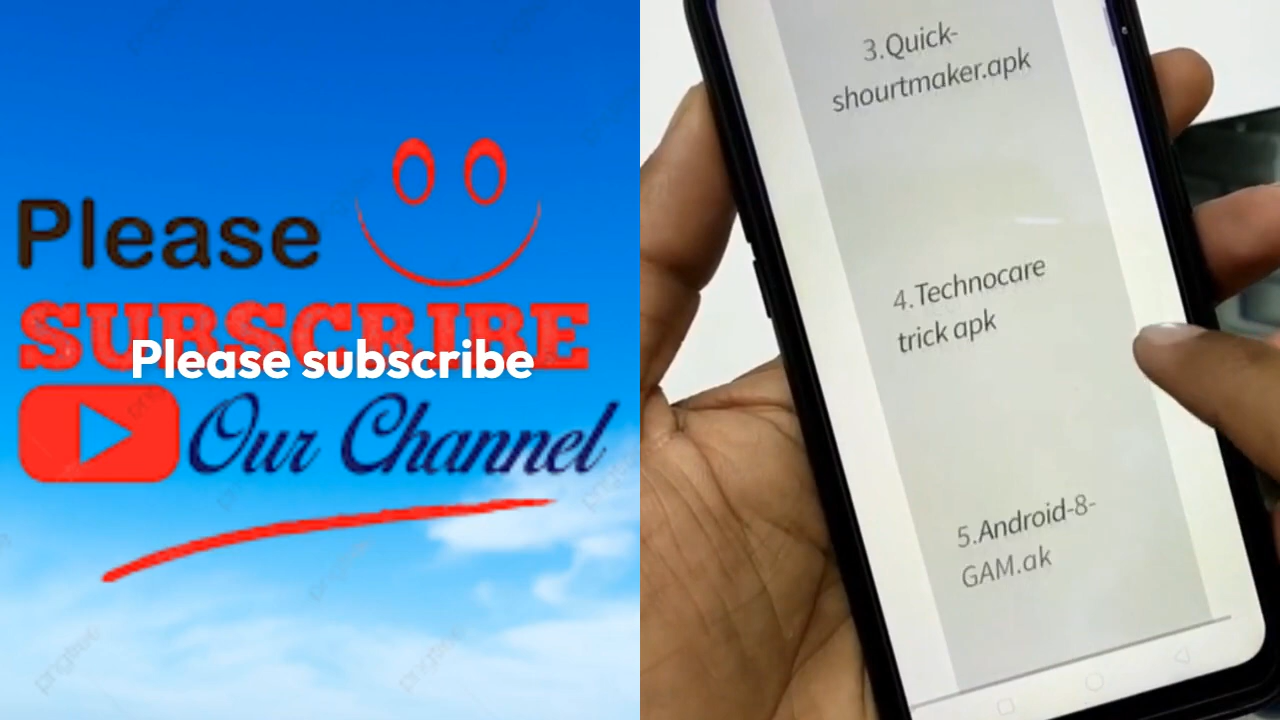 Please
SUBSCRIBE
Please subscribe
Our Channel
3.Quick-
shourtmaker.apk
4.Technocare
trick apk
5.Android-8-
GAM.ak